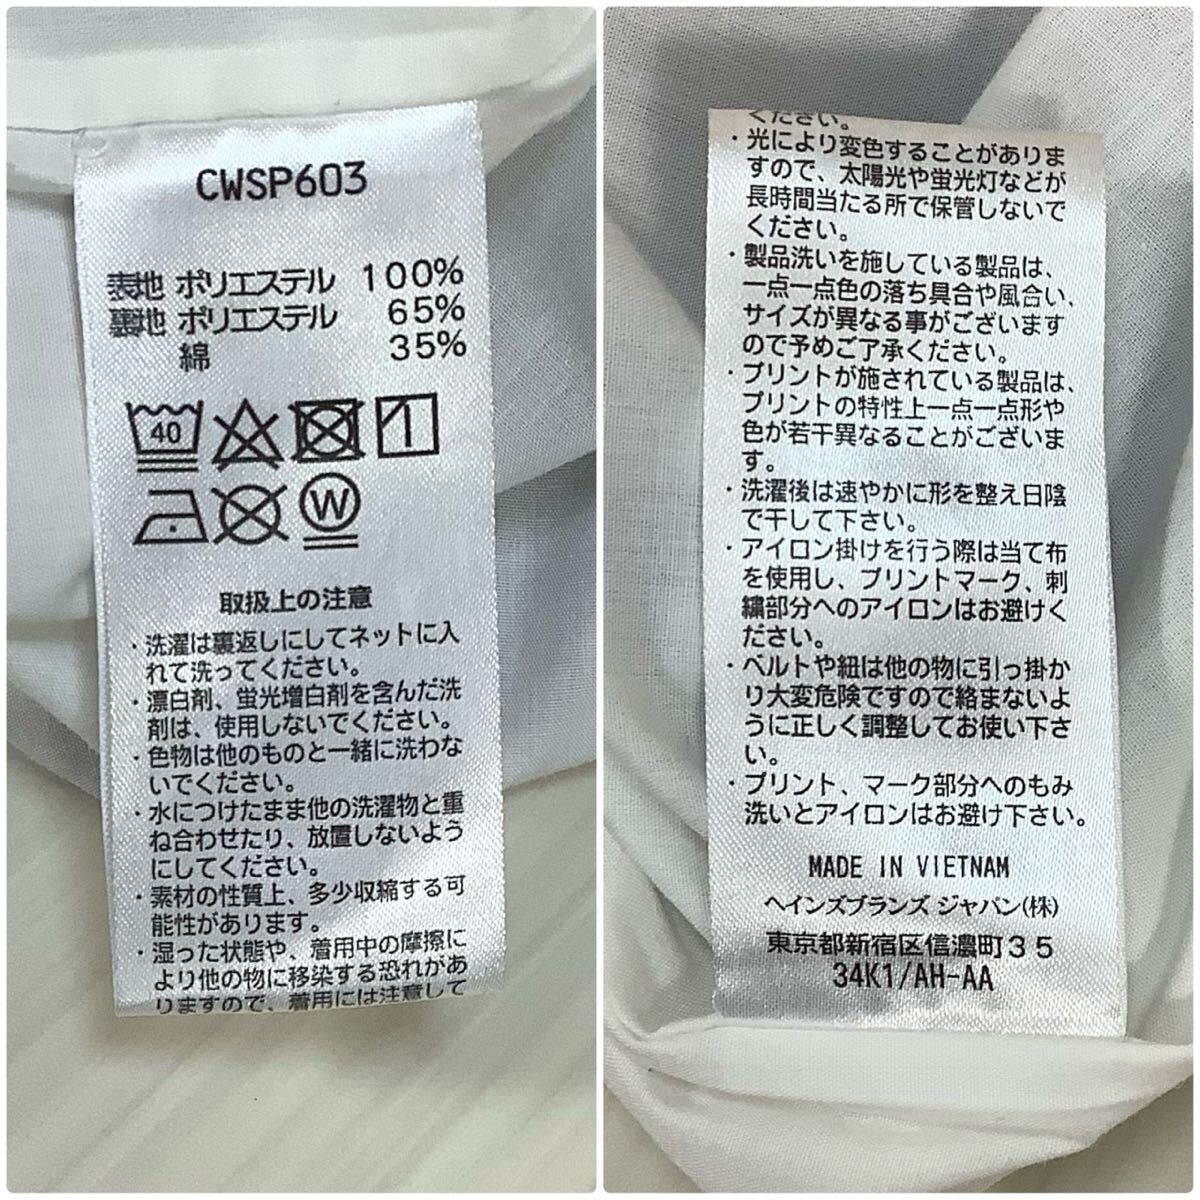 CWSP603
表地 ポリエステル 100%
裏地 ポリエステル 65%
綿 35%
40
W
取扱上の注意
・洗濯は裏返しにしてネットに入
れて洗ってください。
・漂白剤、蛍光増白剤を含んだ洗
剤は、使用しないでください。
・色物は他のものと一緒に洗わな
いでください。
・水につけたまま他の洗濯物と重
ね合わせたり、放置しないよう
にしてください。
・素材の性質上、多少収縮する可
能性があります。
・湿った状態や、着用中の摩擦に
より他の物に移染する恐れがあ
りますので、着用には注意して
ください。
・光により変色することがありま
すので、太陽光や蛍光灯などが
長時間当たる所で保管しないで
ください。
・製品洗いを施している製品は、
一点一点色の落ち具合や風合い、
サイズが異なる事がございます
ので予めご了承ください。
・プリントが施されている製品は、
プリントの特性上一点一点形や
色が若干異なることがございま
す。
・洗濯後は速やかに形を整え日陰
で干して下さい。
・アイロン掛けを行う際は当て布
を使用し、プリントマーク、刺
繍部分へのアイロンはお避けく
ださい。
・ベルトや紐は他の物に引っ掛か
り大変危険ですので絡まないよ
うに正しく調整してお使い下さ
い。
・プリント、マーク部分へのもみ
洗いとアイロンはお避け下さい。
MADE IN VIETNAM
ヘインズブランズ ジャパン(株)
東京都新宿区信濃町３５
34K1/AH-AA